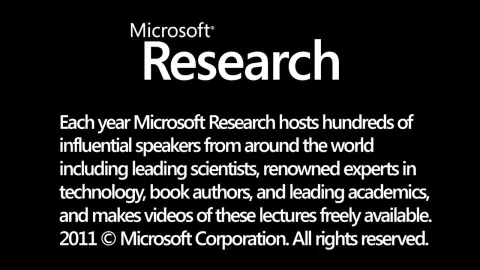 Microsoft®
Research
Each year Microsoft Research hosts hundreds of
influential speakers from around the world
including leading scientists, renowned experts in
technology, book authors, and leading academics,
and makes videos of these lectures freely available.
2011 © Microsoft Corporation. All rights reserved.